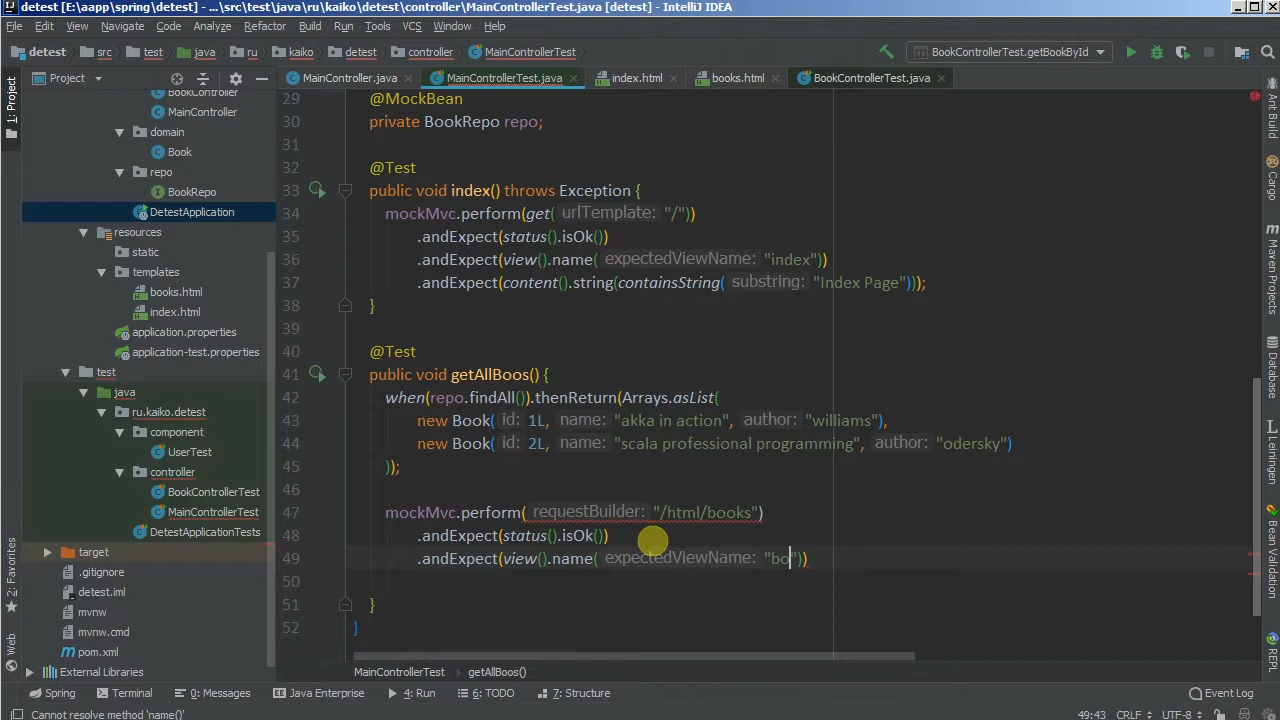 detest [E:\aapp\spring\detest] - ...\src\test\java\ru\kaiko\detest\controller\MainControllerTest.java [detest] - IntelliJ IDEA
File Edit View Navigate Code Analyze Refactor Build Run Tools VCS Window Help
detest src test java ru kaiko detest controller MainControllerTest BookControllerTest.getBookById
Project MainController.java MainControllerTest.java index.html books.html BookControllerTest.java
1: Project
7: Structure
2: Favorites
Web
BookController
MainController
domain
Book
repo
BookRepo
DetestApplication
resources
static
templates
books.html
index.html
application.properties
application-test.properties
test
java
ru.kaiko.detest
component
UserTest
controller
BookControllerTest
MainControllerTest
DetestApplicationTests
target
.gitignore
detest.iml
mvnw
mvnw.cmd
pom.xml
External Libraries
29 @MockBean
30 private BookRepo repo;
31
32 @Test
33 public void index() throws Exception {
34 mockMvc.perform(get( urlTemplate: "/"))
35 .andExpect(status().isOk())
36 .andExpect(view().name( expectedViewName: "index"))
37 .andExpect(content().string(containsString( substring: "Index Page")));
38 }
39
40 @Test
41 public void getAllBoos() {
42 when(repo.findAll()).thenReturn(Arrays.asList(
43 new Book( id: 1L, name: "akka in action", author: "williams"),
44 new Book( id: 2L, name: "scala professional programming", author: "odersky")
45 ));
46
47 mockMvc.perform( requestBuilder: "/html/books")
48 .andExpect(status().isOk())
49 .andExpect(view().name( expectedViewName: "bo"))
50
51 }
52 }
MainControllerTest getAllBoos()
Ant Build
Cargo
Maven Projects
Database
Leiningen
Bean Validation
REPL
Spring Terminal 0: Messages Java Enterprise 4: Run 6: TODO 7: Structure Event Log
Cannot resolve method 'name()' 49:43 CRLF UTF-8